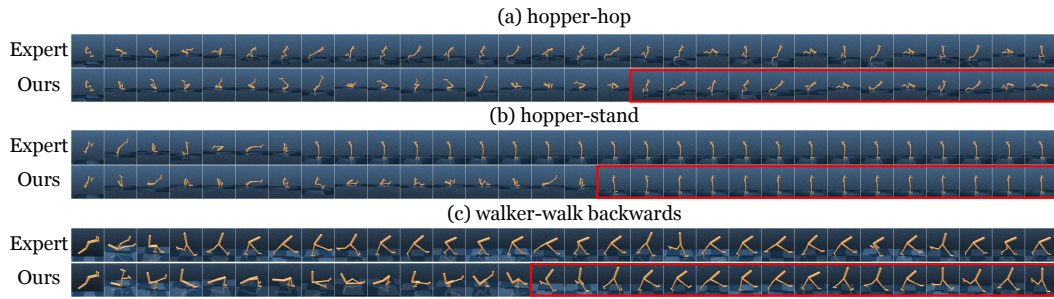 (a) hopper-hop
Expert
Ours
(b) hopper-stand
Expert
Ours
(c) walker-walk backwards
Expert
Ours